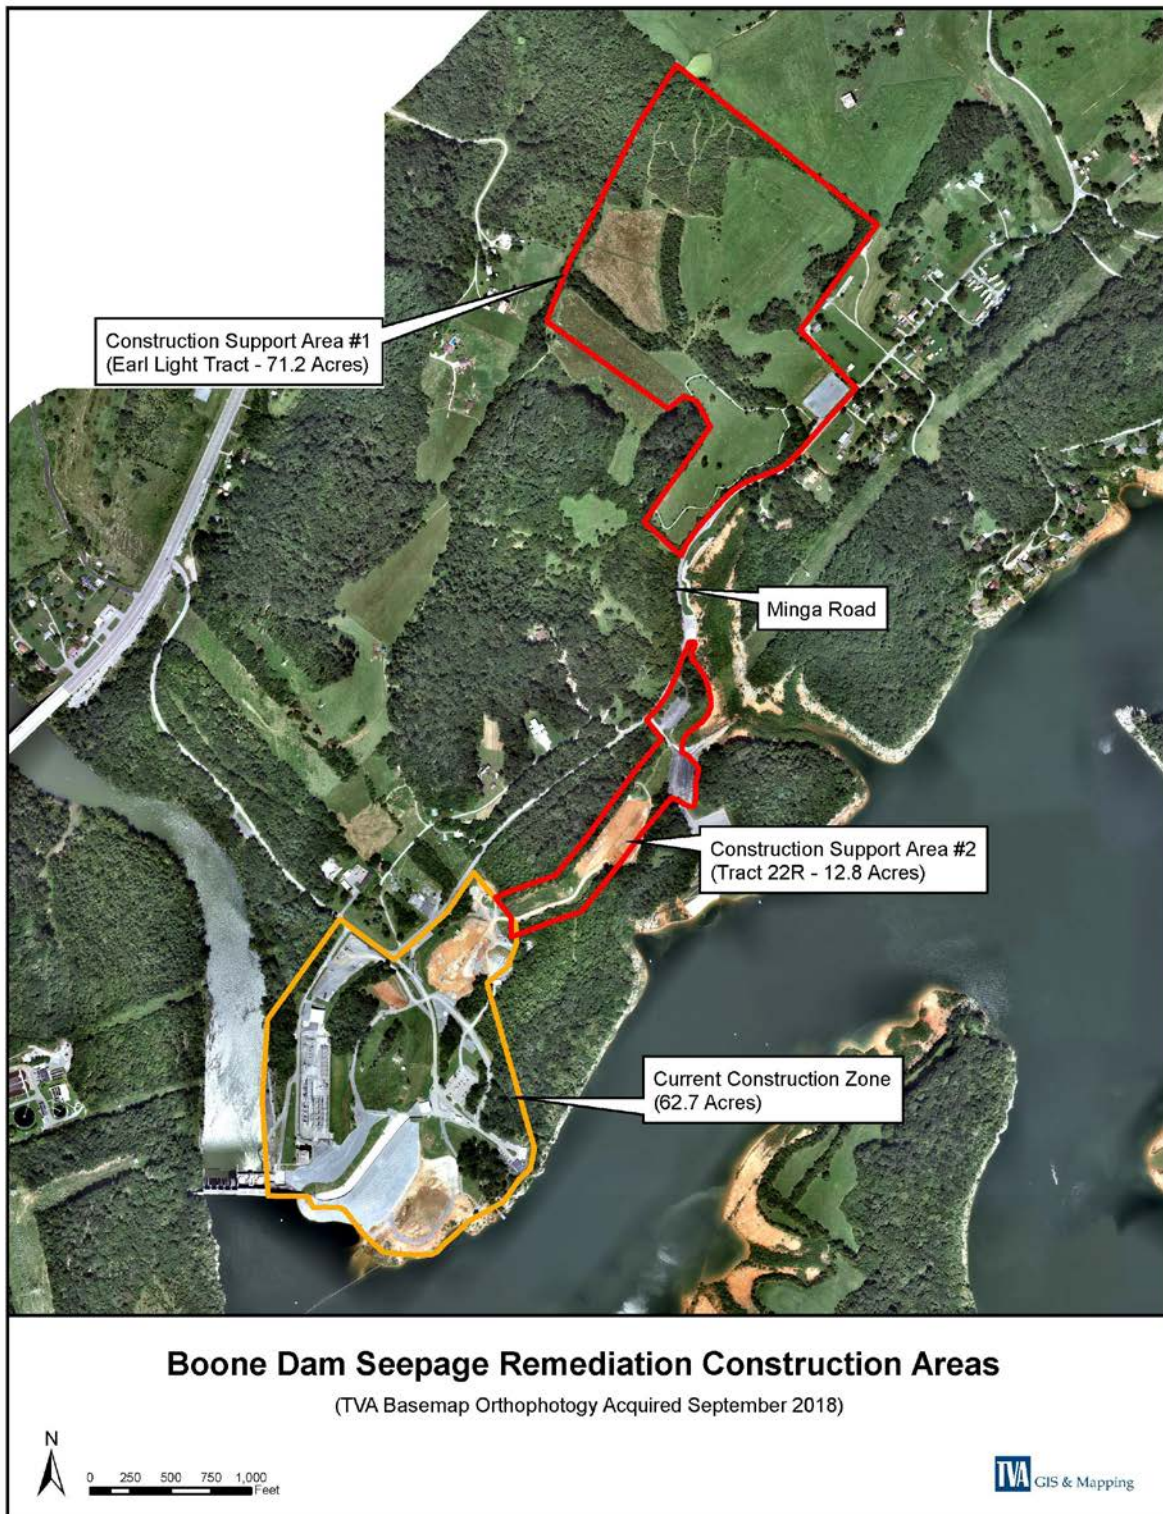 Construction Support Area #1
(Earl Light Tract - 71.2 Acres)
Minga Road
Construction Support Area #2
(Tract 22R - 12.8 Acres)
Current Construction Zone
(62.7 Acres)
Boone Dam Seepage Remediation Construction Areas
(TVA Basemap Orthophotogy Acquired September 2018)
N
0 250 500 750 1,000
Feet
TVA GIS & Mapping